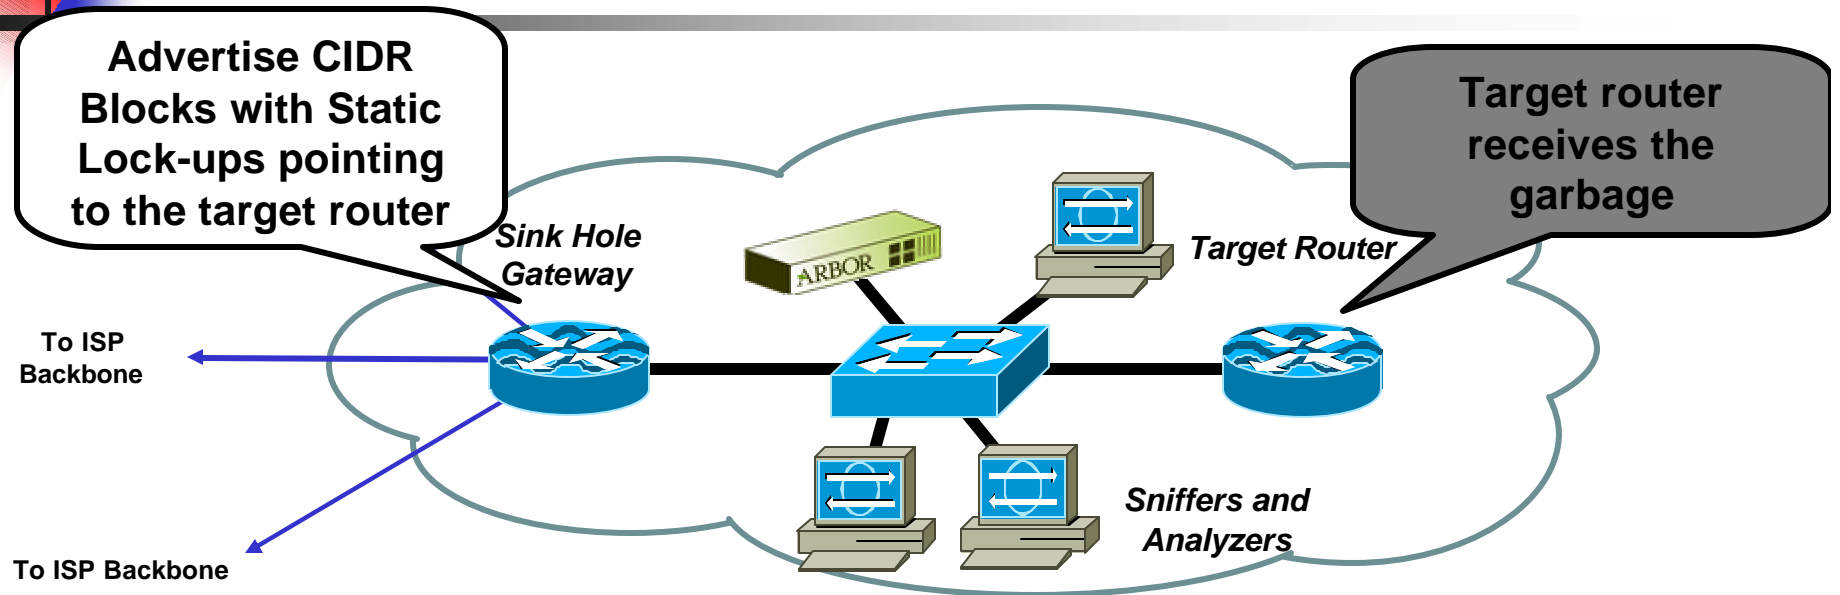 Advertise CIDR
Blocks with Static
Lock-ups pointing
to the target router
Target router
receives the
garbage
Sink Hole
Gateway
ARBOR
Target Router
To ISP
Backbone
Sniffers and
Analyzers
To ISP Backbone